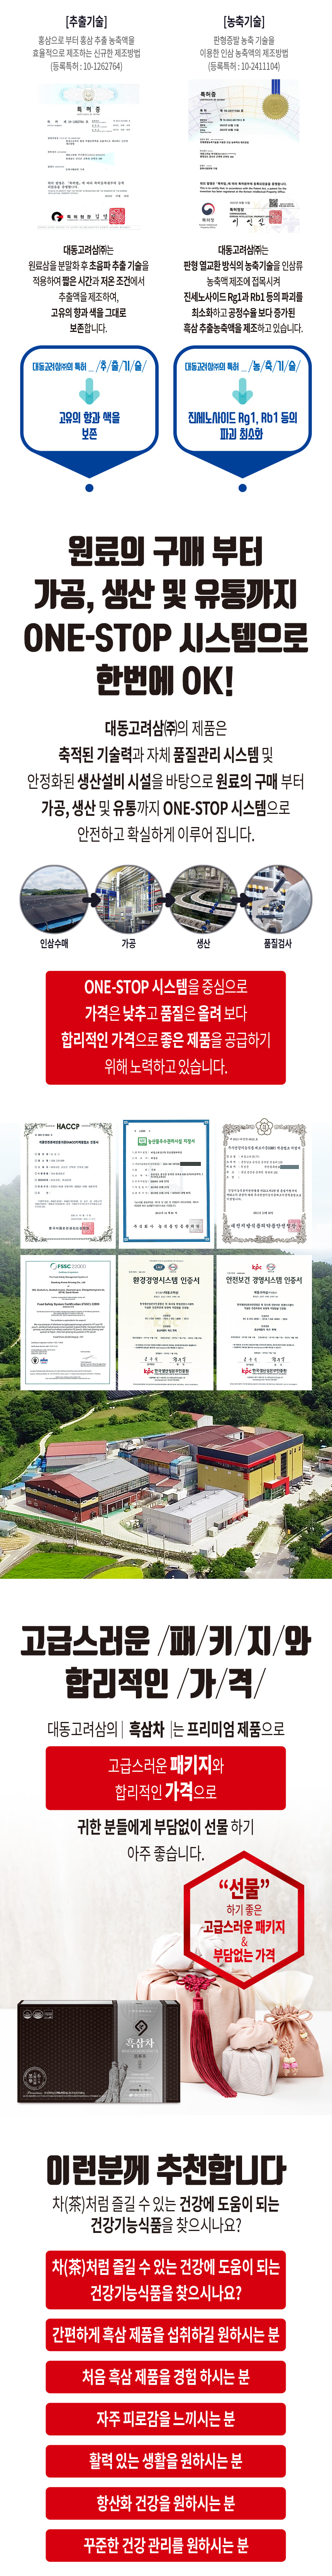 [추출기술]
홍삼으로 부터 홍삼 추출 농축액을
효율적으로 제조하는 신규한 제조방법
(등록특허 : 10-1262764)
특 허 증
특 허 청 장
대동고려삼㈜는
원료삼을 분말화 후 초음파 추출 기술을
적용하여 짧은 시간과 저온 조건에서
추출액을 제조하여,
고유의 향과 색을 그대로
보존합니다.
[농축기술]
판형증발 농축 기술을
이용한 인삼 농축액의 제조방법
(등록특허 : 10-2411104)
특허증
특허청장
대동고려삼㈜는
판형 열교환 방식의 농축기술을 인삼류
농축액 제조에 접목시켜
진세노사이드 Rg1과 Rb1 등의 파괴를
최소화하고 공정수율 보다 증가된
흑삼 추출농축액을 제조하고 있습니다.
대동고려삼㈜의 특허 _ /추/출/기/술/
고유의 향과 색을
보존
대동고려삼㈜의 특허 _ /농/축/기/술/
진세노사이드 Rg1, Rb1 등의
파괴 최소화
원료의 구매 부터
가공, 생산 및 유통까지
ONE-STOP 시스템으로
한번에 OK!
대동고려삼㈜의 제품은
축적된 기술력과 자체 품질관리 시스템 및
안정화된 생산설비 시설을 바탕으로 원료의 구매 부터
가공, 생산 및 유통까지 ONE-STOP 시스템으로
안전하고 확실하게 이루어 집니다.
인삼수매
가공
생산
품질검사
ONE-STOP 시스템을 중심으로
가격은 낮추고 품질은 올려 보다
합리적인 가격으로 좋은 제품을 공급하기
위해 노력하고 있습니다.
HACCP
농산물우수관리시설 지정서
FSSC 22000
환경경영시스템 인증서
안전보건 경영시스템 인증서
고급스러운 /패/키/지/와
합리적인 /가/격/
대동고려삼의 | 흑삼차 |는 프리미엄 제품으로
고급스러운 패키지와
합리적인 가격으로
귀한 분들에게 부담없이 선물 하기
아주 좋습니다.
“선물”
하기 좋은
고급스러운 패키지
&
부담없는 가격
흑삼차
이런분께 추천합니다
차(茶)처럼 즐길 수 있는 건강에 도움이 되는
건강기능식품을 찾으시나요?
차(茶)처럼 즐길 수 있는 건강에 도움이 되는
건강기능식품을 찾으시나요?
간편하게 흑삼 제품을 섭취하길 원하시는 분
처음 흑삼 제품을 경험 하시는 분
자주 피로감을 느끼시는 분
활력 있는 생활을 원하시는 분
항산화 건강을 원하시는 분
꾸준한 건강 관리를 원하시는 분